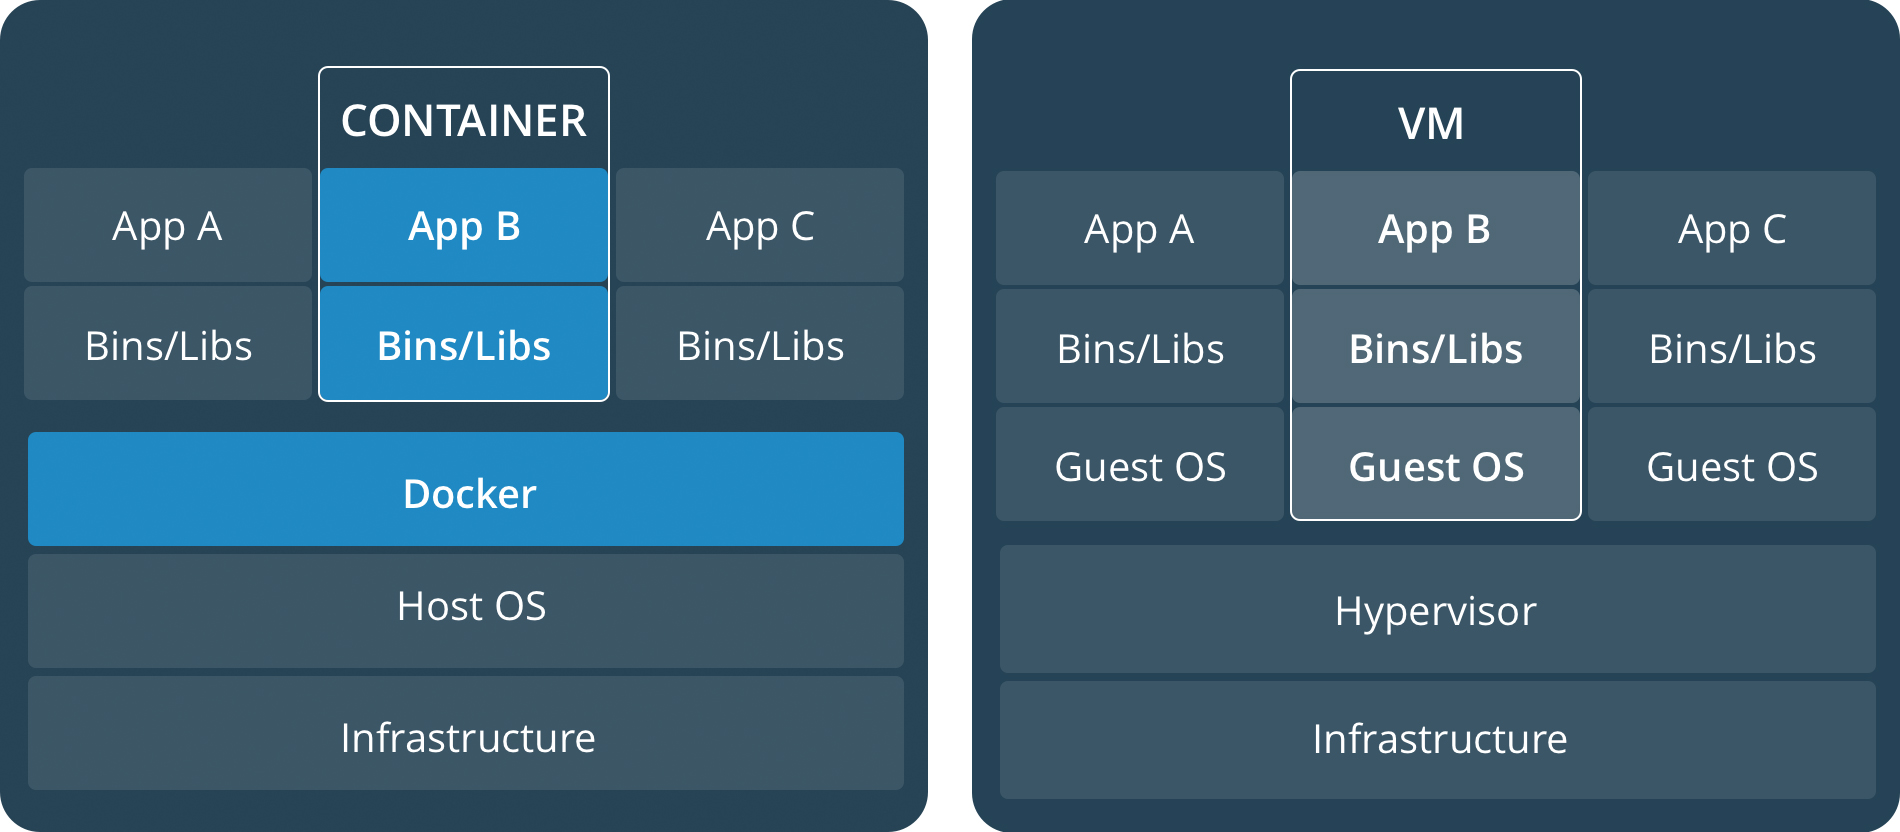 CONTAINER
App A App B App C
Bins/Libs Bins/Libs Bins/Libs
Docker
Host OS
Infrastructure
VM
App A App B App C
Bins/Libs Bins/Libs Bins/Libs
Guest OS Guest OS Guest OS
Hypervisor
Infrastructure